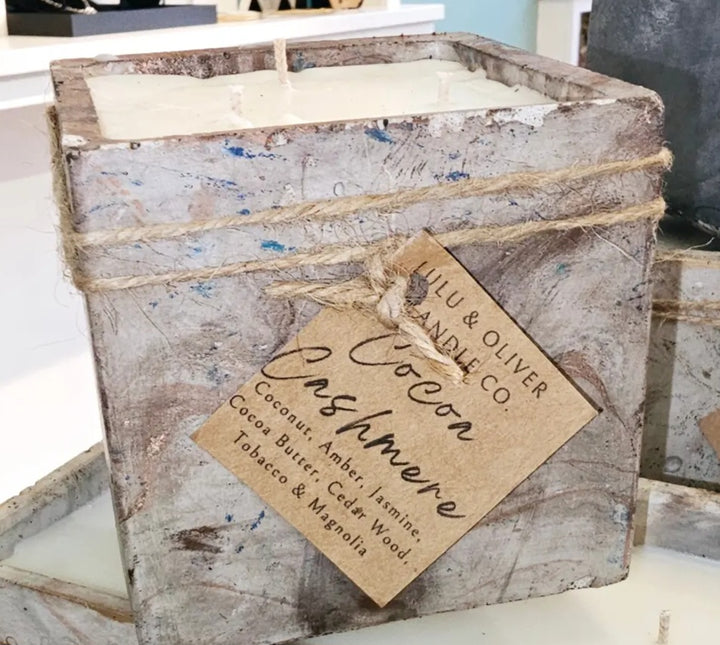 LULU & OLIVER
CANDLE CO.
Cocoa
Cashmere
Coconut, Amber, Jasmine,
Cocoa Butter, Cedar Wood,
Tobacco & Magnolia